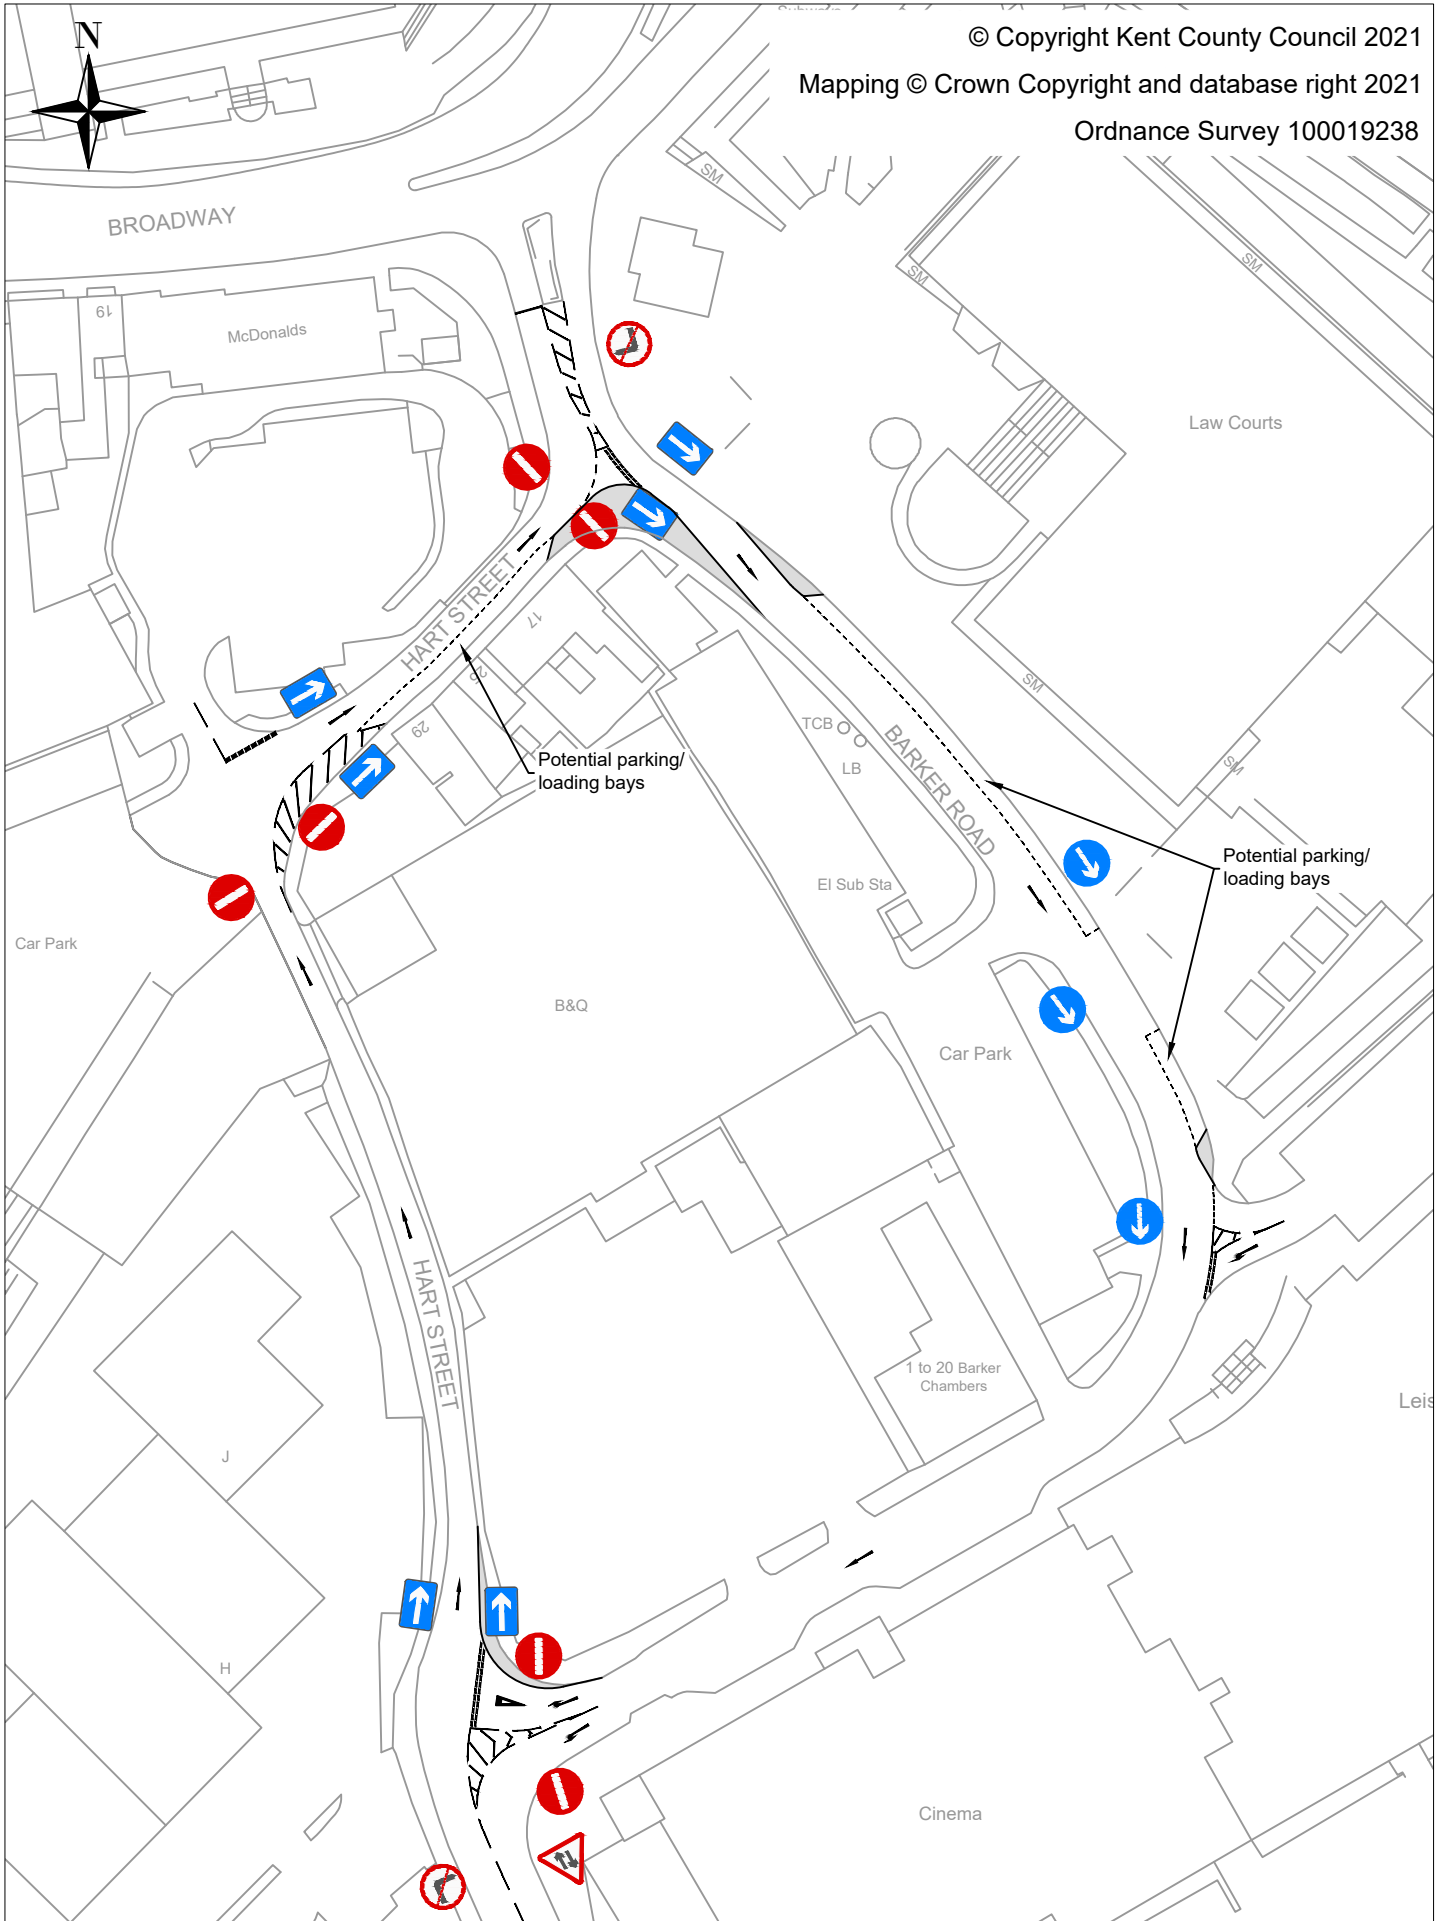 N
© Copyright Kent County Council 2021
Mapping © Crown Copyright and database right 2021
Ordnance Survey 100019238
SM
BROADWAY
SM
SM
19
McDonalds
Law Courts
HART STREET
17
26
29
SM
TCB
LB
BARKER ROAD
SM
Potential parking/
loading bays
Potential parking/
loading bays
El Sub Sta
Car Park
B&Q
Car Park
HART STREET
1 to 20 Barker
Chambers
Leis
J
H
Cinema